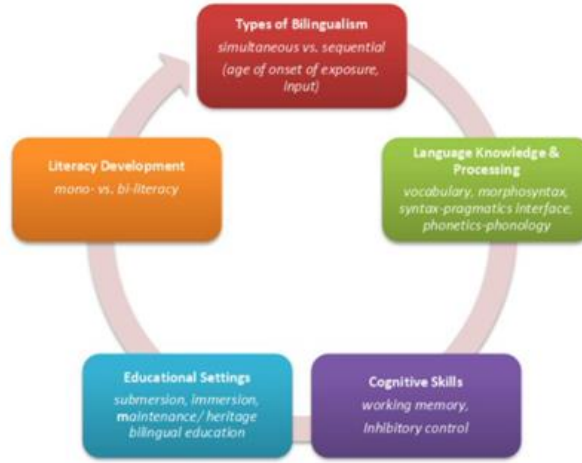 Types of Bilingualism
simultaneous vs. sequential
(age of onset of exposure,
input)
Language Knowledge &
Processing
vocabulary, morphosyntax,
syntax-pragmatics interface,
phonetics-phonology
Cognitive Skills
working memory,
Inhibitory control
Educational Settings
submersion, immersion,
maintenance/ heritage
bilingual education
Literacy Development
mono- vs. bi-literacy